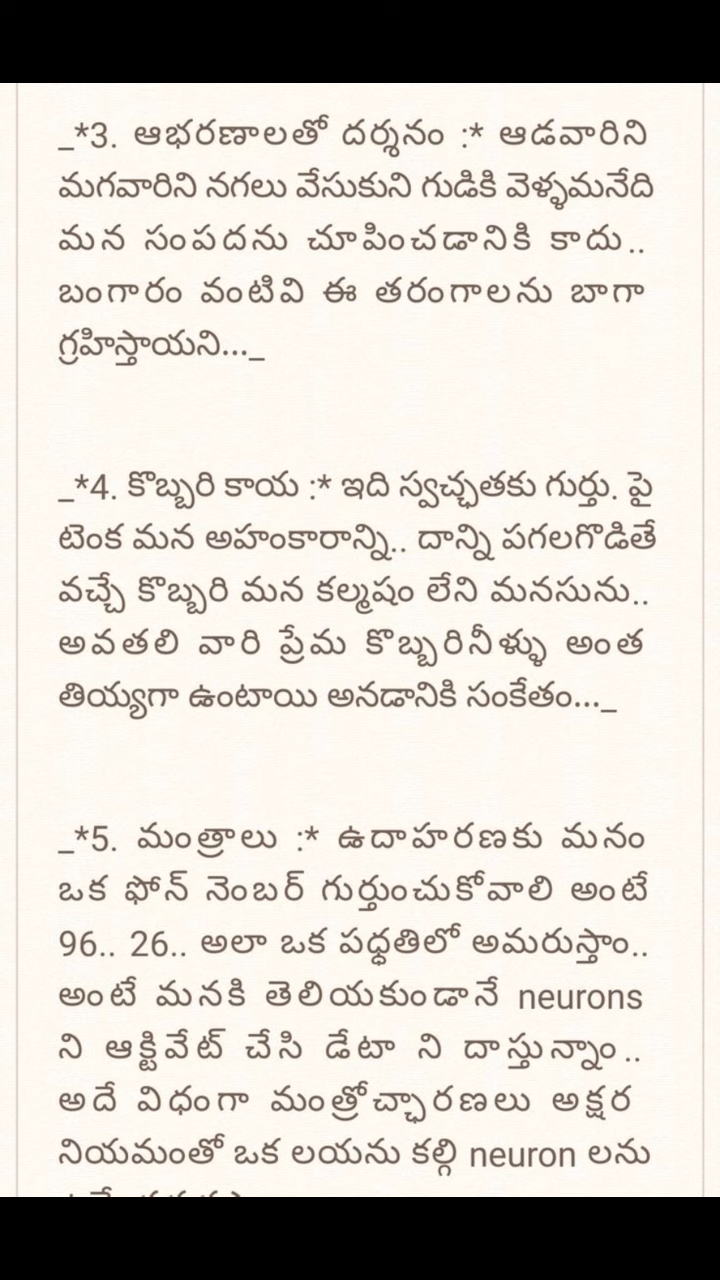 _*3. ఆభరణాలతో దర్శనం :* ఆడవారిని
మగవారిని నగలు వేసుకుని గుడికి వెళ్ళమనేది
మన సంపదను చూపించడానికి కాదు..
బంగారం వంటివి ఈ తరంగాలను బాగా
గ్రహిస్తాయని..._
_*4. కొబ్బరి కాయ :* ఇది స్వచ్ఛతకు గుర్తు. పై
టెంక మన అహంకారాన్ని.. దాన్ని పగలగొడితే
వచ్చే కొబ్బరి మన కల్మషం లేని మనసును..
అవతలి వారి ప్రేమ కొబ్బరినీళ్ళు అంత
తియ్యగా ఉంటాయి అనడానికి సంకేతం..._
_*5. మంత్రాలు :* ఉదాహరణకు మనం
ఒక ఫోన్ నెంబర్ గుర్తుంచుకోవాలి అంటే
96.. 26.. అలా ఒక పధ్ధతిలో అమరుస్తాం..
అంటే మనకి తెలియకుండానే neurons
ని ఆక్టివేట్ చేసి డేటా ని దాస్తున్నాం..
అదే విధంగా మంత్రోచ్ఛారణలు అక్షర
నియమంతో ఒక లయను కల్గి neuron లను